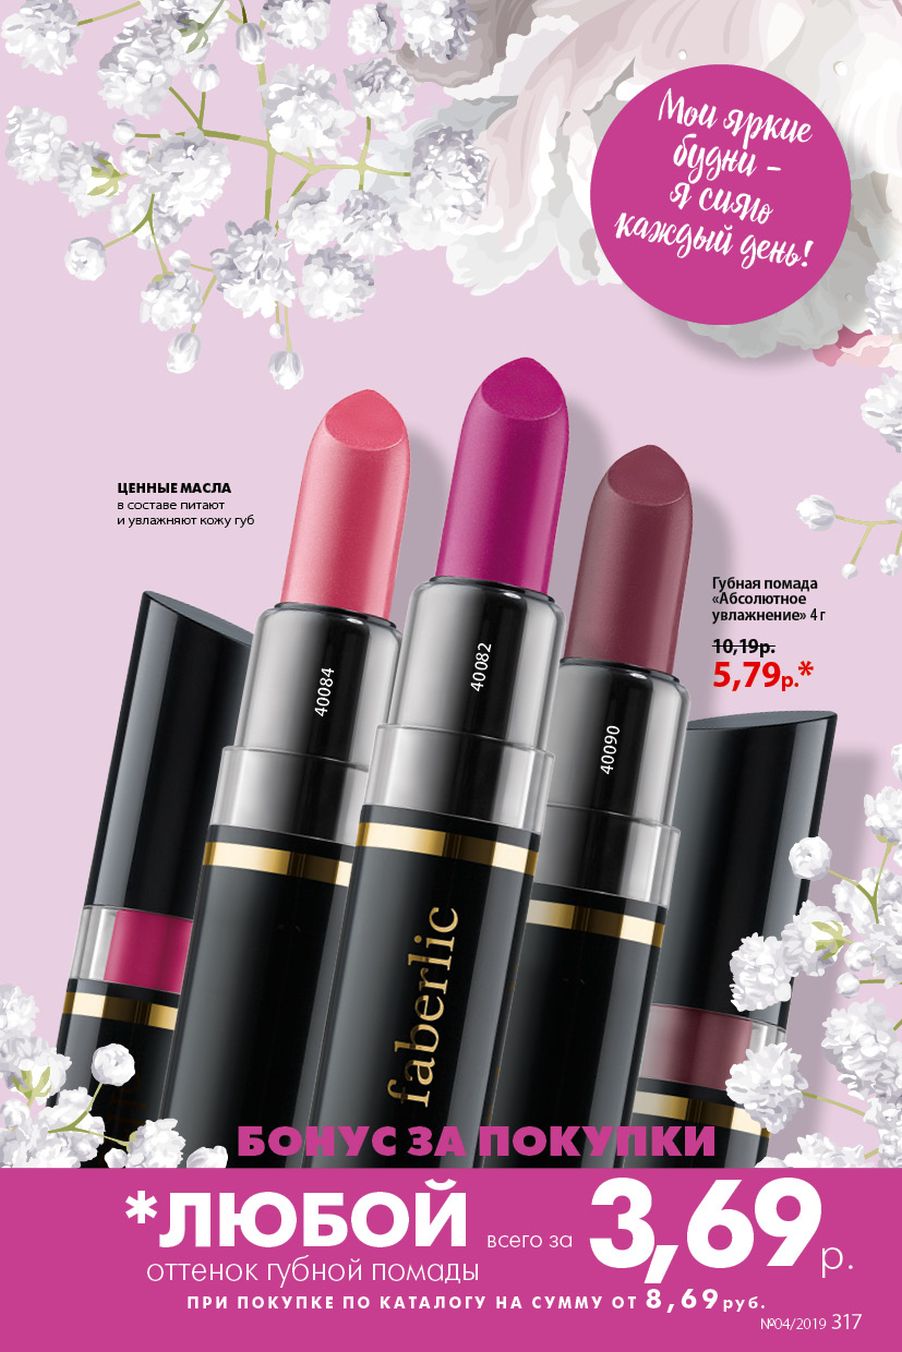 Мои яркие
будни –
я сияю
каждый день!
ЦЕННЫЕ МАСЛА
в составе питают
и увлажняют кожу губ
Губная помада
«Абсолютное
увлажнение» 4 г
10,19р.
5,79р.*
40084
40082
40090
faberlic
БОНУС ЗА ПОКУПКИ
*ЛЮБОЙ всего за 3,69 р.
оттенок губной помады
ПРИ ПОКУПКЕ ПО КАТАЛОГУ НА СУММУ ОТ 8,69 руб.
№04/2019 317